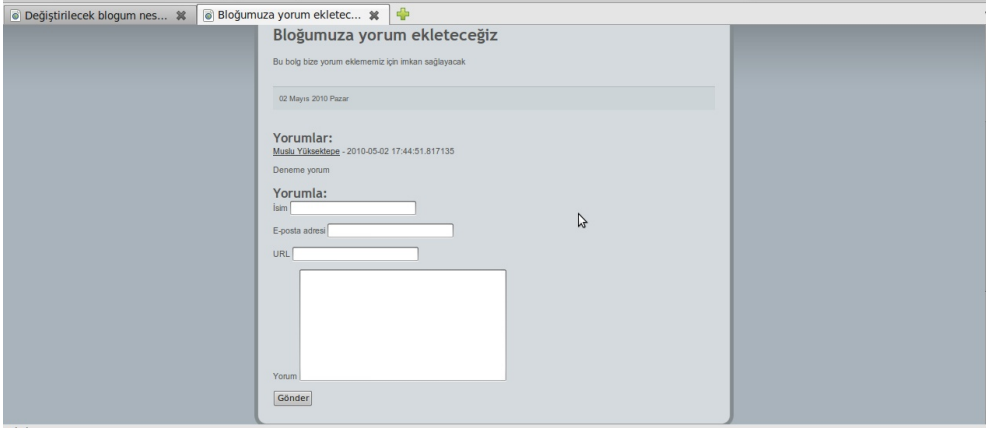 Değiştirilecek blogum nes... Bloğumuza yorum ekletec...
Bloğumuza yorum ekleteceğiz
Bu bolg bize yorum eklememiz için imkan sağlayacak
02 Mayıs 2010 Pazar
Yorumlar:
Muslu Yüksektepe - 2010-05-02 17:44:51.817135
Deneme yorum
Yorumla:
İsim
E-posta adresi
URL
Yorum
Gönder